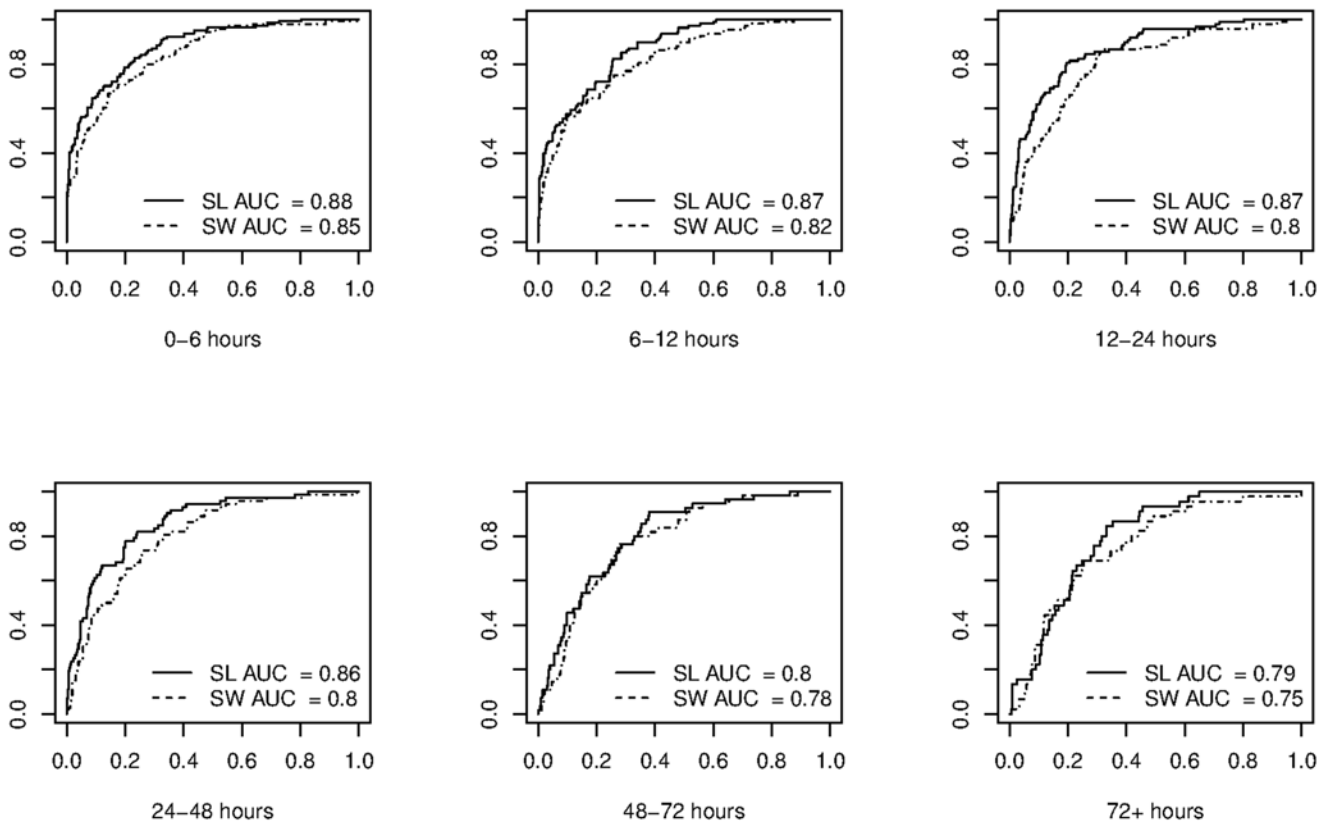 0.8
0.4
0.0
SL AUC = 0.88
SW AUC = 0.85
0.0 0.2 0.4 0.6 0.8 1.0
0−6 hours
0.8
0.4
0.0
SL AUC = 0.87
SW AUC = 0.82
0.0 0.2 0.4 0.6 0.8 1.0
6−12 hours
0.8
0.4
0.0
SL AUC = 0.87
SW AUC = 0.8
0.0 0.2 0.4 0.6 0.8 1.0
12−24 hours
0.8
0.4
0.0
SL AUC = 0.86
SW AUC = 0.8
0.0 0.2 0.4 0.6 0.8 1.0
24−48 hours
0.8
0.4
0.0
SL AUC = 0.8
SW AUC = 0.78
0.0 0.2 0.4 0.6 0.8 1.0
48−72 hours
0.8
0.4
0.0
SL AUC = 0.79
SW AUC = 0.75
0.0 0.2 0.4 0.6 0.8 1.0
72+ hours